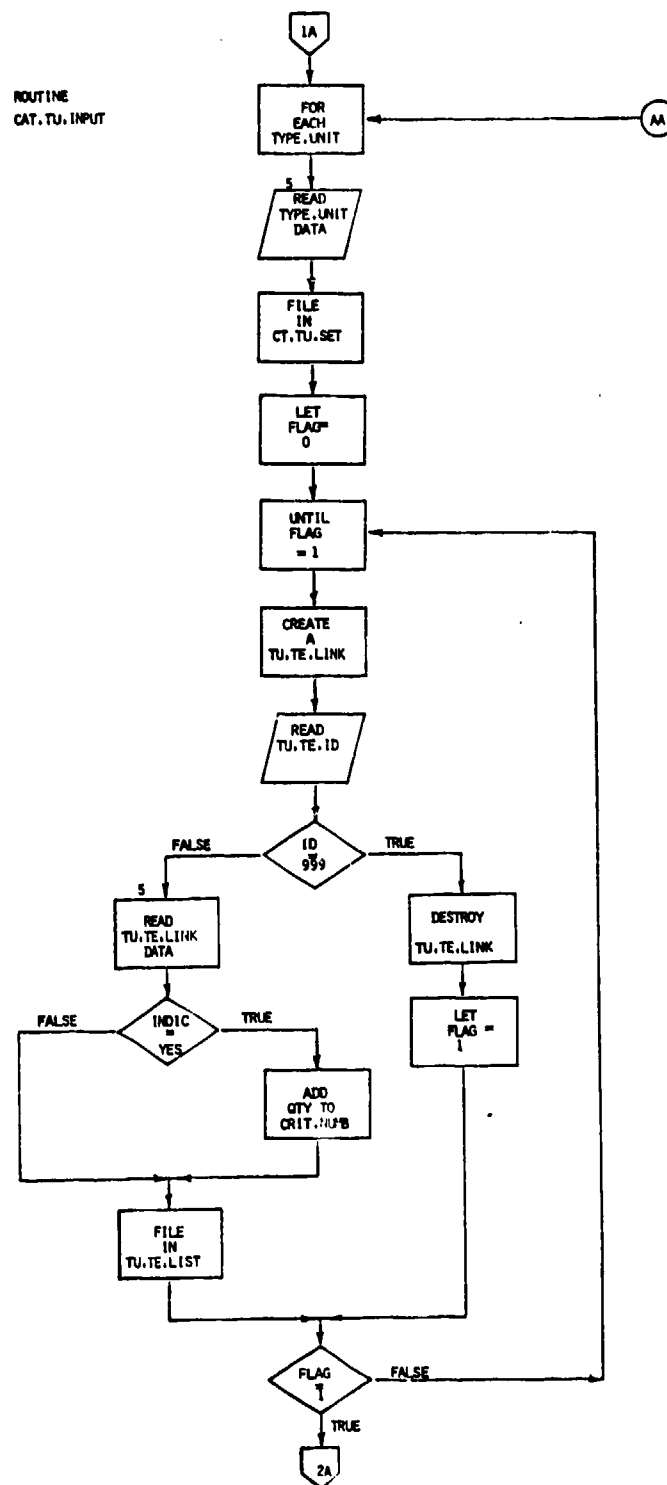 1A
ROUTINE
CAT.TU.INPUT
FOR
EACH
TYPE.UNIT
AA
5
READ
TYPE.UNIT
DATA
FILE
IN
CT.TU.SET
LET
FLAG=
0
UNTIL
FLAG
= 1
CREATE
A
TU.TE.LINK
READ
TU.TE.ID
FALSE
ID
=
999
TRUE
5
READ
TU.TE.LINK
DATA
DESTROY
TU.TE.LINK
FALSE
INDIC
=
YES
TRUE
LET
FLAG =
1
ADD
QTY TO
CRIT.NUMB
FILE
IN
TU.TE.LIST
FLAG
=
1
FALSE
TRUE
2A